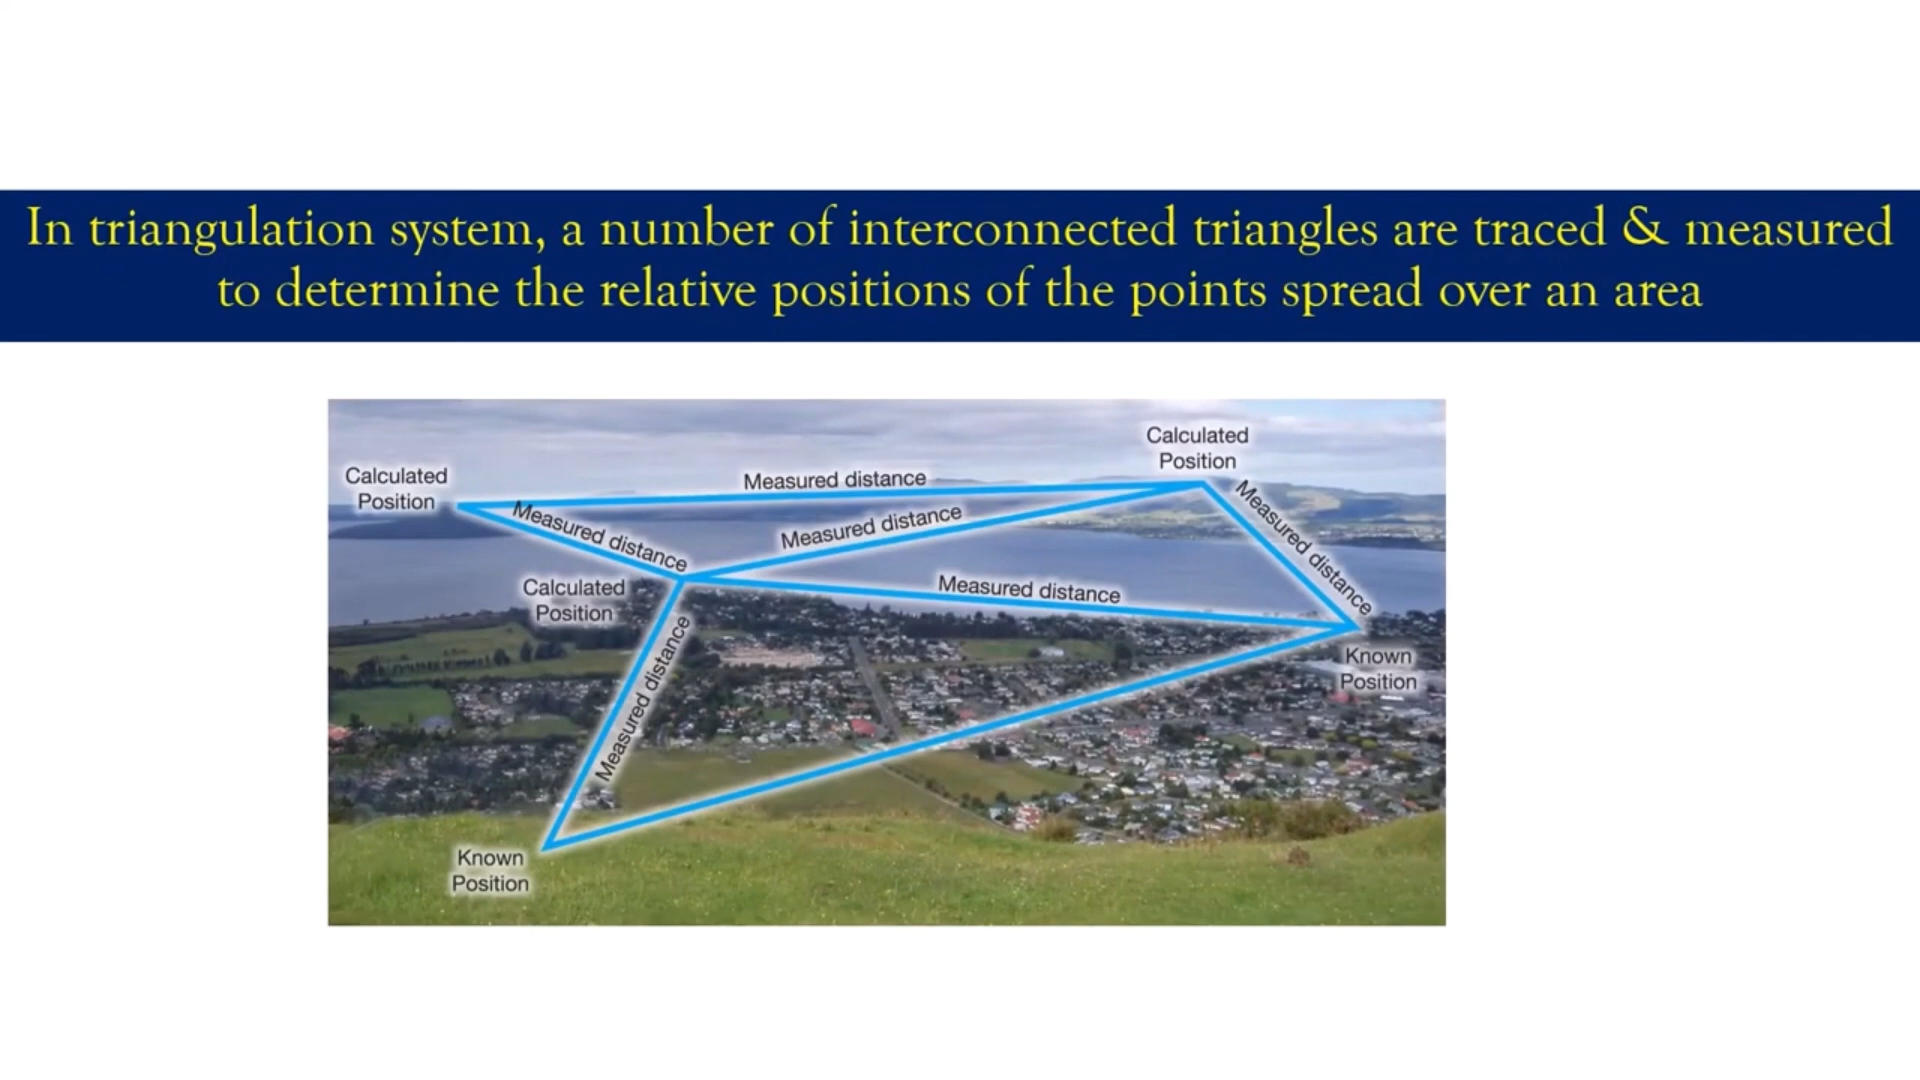 In triangulation system, a number of interconnected triangles are traced & measured
to determine the relative positions of the points spread over an area
Calculated
Position
Measured distance
Calculated
Position
Measured distance
Measured distance
Measured distance
Calculated
Position
Measured distance
Measured distance
Known
Position
Known
Position